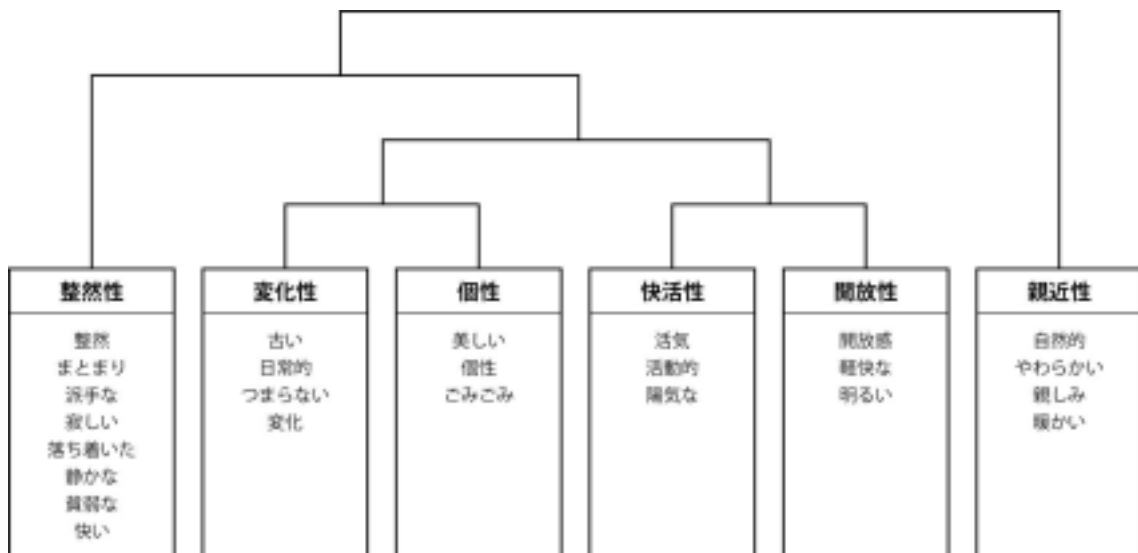 整然性
整然
まとまり
派手な
寂しい
落ち着いた
静かな
貧弱な
快い
変化性
古い
日常的
つまらない
変化
個性
美しい
個性
ごみごみ
快活性
活気
活動的
陽気な
開放性
開放感
軽快な
明るい
親近性
自然的
やわらかい
親しみ
暖かい